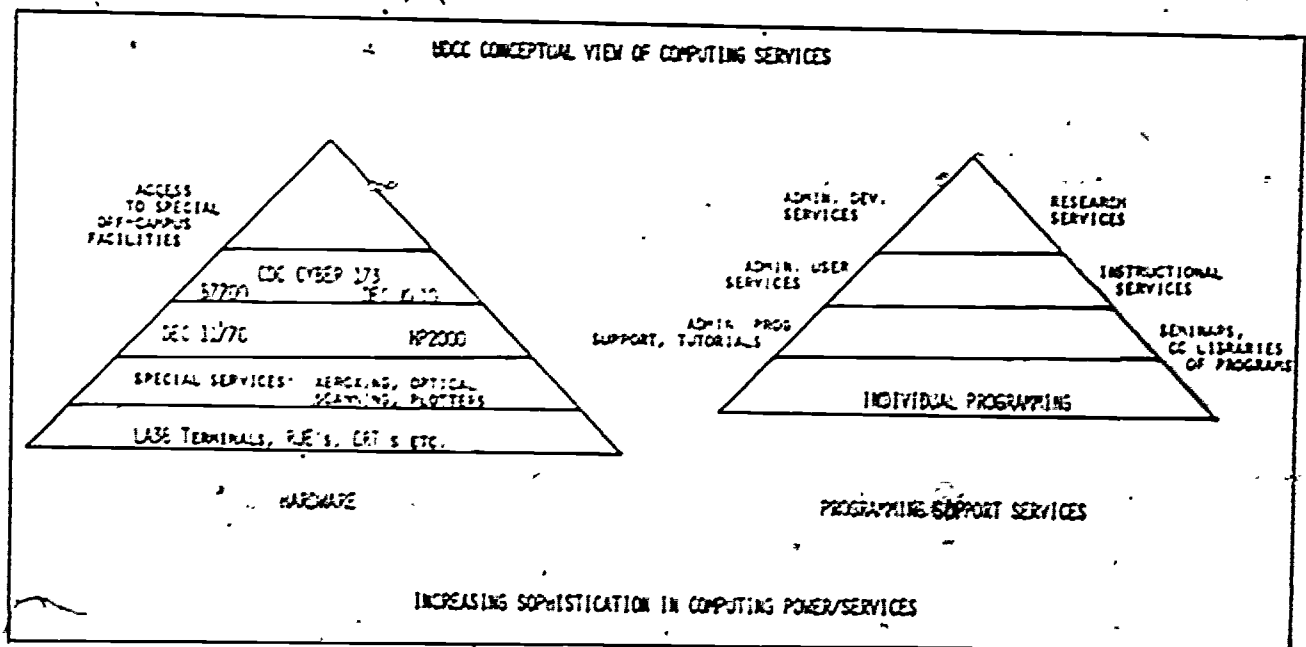 CONCEPTUAL VIEW OF COMPUTING SERVICES
ACCESS
TO SPECIAL
OFF-CAMPUS
FACILITIES
CDC CYBER 173
B7700 DEC
DEC 11/70 HP2000
SPECIAL SERVICES: XEROXING, OPTICAL
SCANNING, PLOTTERS
LA36 TERMINALS, RJE'S, CRT'S ETC.
HARDWARE
ADMIN. DEV.
SERVICES
RESEARCH
SERVICES
ADMIN. USER
SERVICES
INSTRUCTIONAL
SERVICES
ADMIN. PROG
SUPPORT, TUTORIALS
SEMINARS,
CC LIBRARIES
OF PROGRAMS
INDIVIDUAL PROGRAMMING
PROGRAMMING SUPPORT SERVICES
INCREASING SOPHISTICATION IN COMPUTING POWER/SERVICES